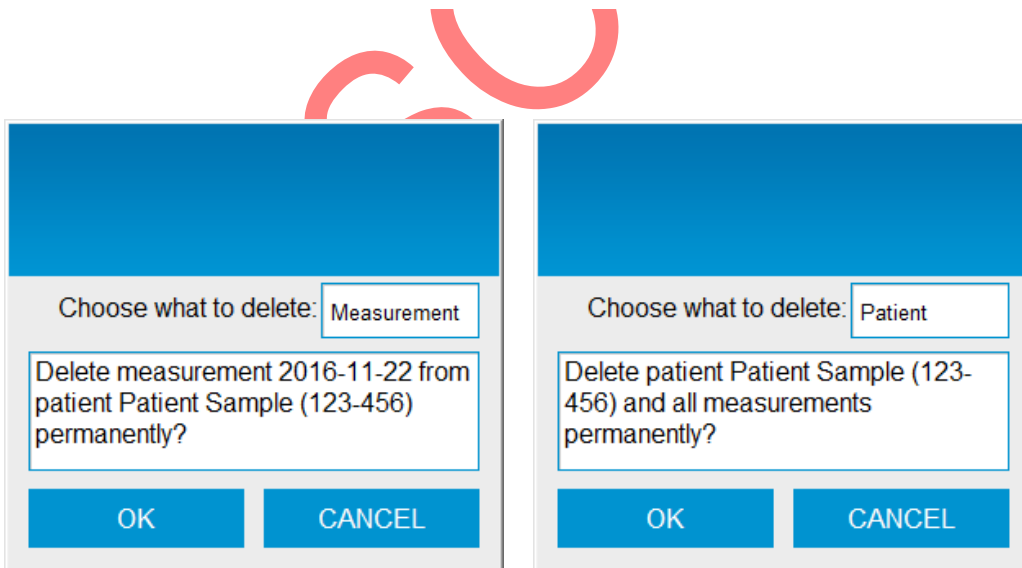 Choose what to delete: Measurement
Delete measurement 2016-11-22 from
patient Patient Sample (123-456)
permanently?
OK CANCEL
Choose what to delete: Patient
Delete patient Patient Sample (123-
456) and all measurements
permanently?
OK CANCEL